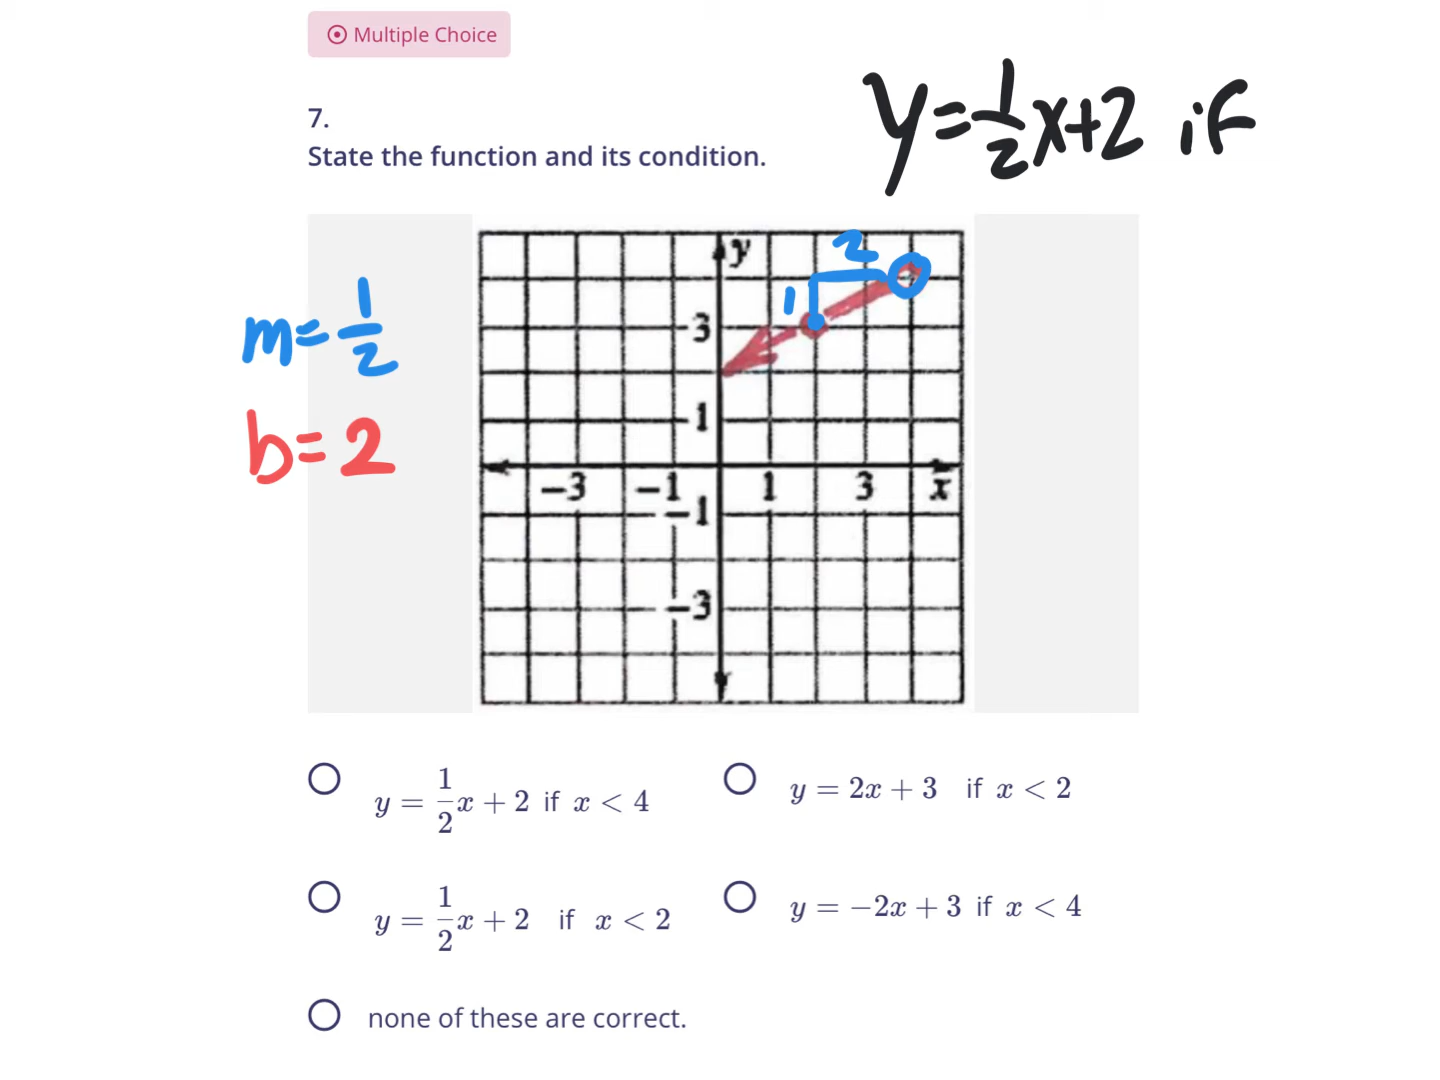 Multiple Choice
7.
State the function and its condition.
y=½x+2 if
m=½
b=2
2
1
y
3
1
−3 −1 1 3 x
−1
−3
y = ½x + 2 if x < 4
y = 2x + 3 if x < 2
y = ½x + 2 if x < 2
y = −2x + 3 if x < 4
none of these are correct.